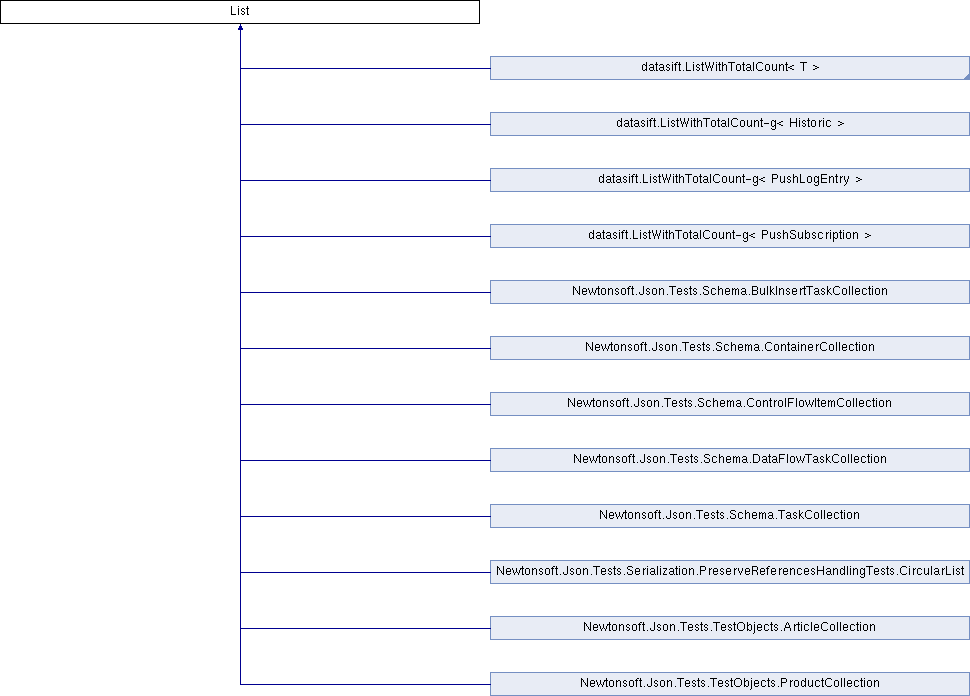 List
datasift.ListWithTotalCount< T >
datasift.ListWithTotalCount-g< Historic >
datasift.ListWithTotalCount-g< PushLogEntry >
datasift.ListWithTotalCount-g< PushSubscription >
Newtonsoft.Json.Tests.Schema.BulkInsertTaskCollection
Newtonsoft.Json.Tests.Schema.ContainerCollection
Newtonsoft.Json.Tests.Schema.ControlFlowItemCollection
Newtonsoft.Json.Tests.Schema.DataFlowTaskCollection
Newtonsoft.Json.Tests.Schema.TaskCollection
Newtonsoft.Json.Tests.Serialization.PreserveReferencesHandlingTests.CircularList
Newtonsoft.Json.Tests.TestObjects.ArticleCollection
Newtonsoft.Json.Tests.TestObjects.ProductCollection